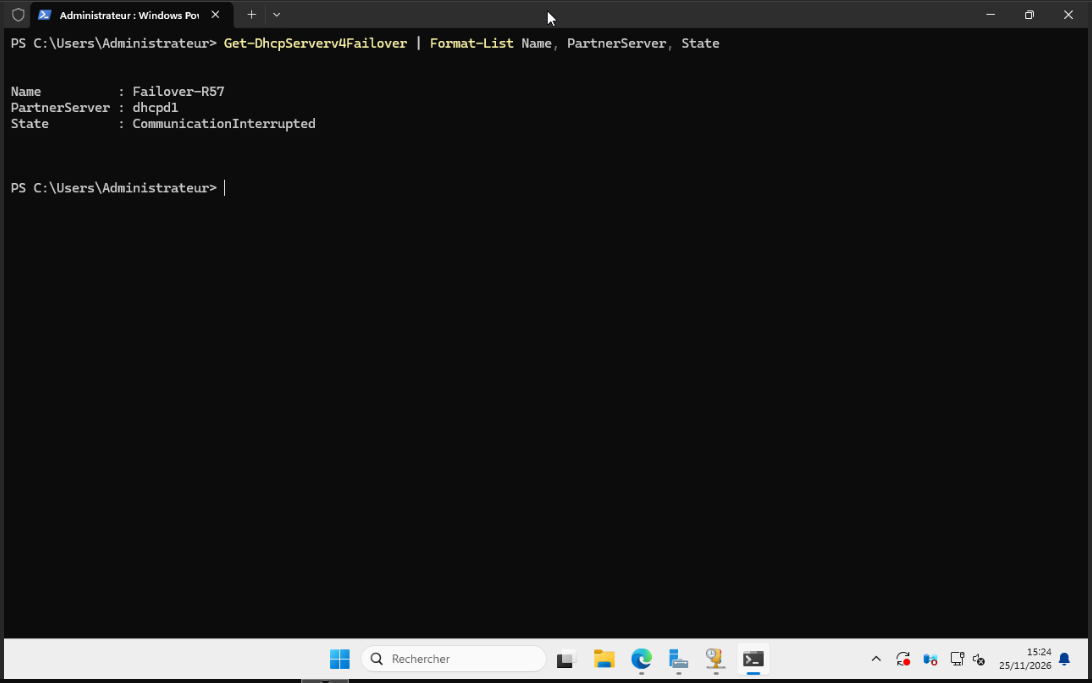 Administrateur : Windows Pow
PS C:\Users\Administrateur> Get-DhcpServerv4Failover | Format-List Name, PartnerServer, State
Name          : Failover-R57
PartnerServer : dhcpd1
State         : CommunicationInterrupted
PS C:\Users\Administrateur>
Rechercher
15:24
25/11/2026